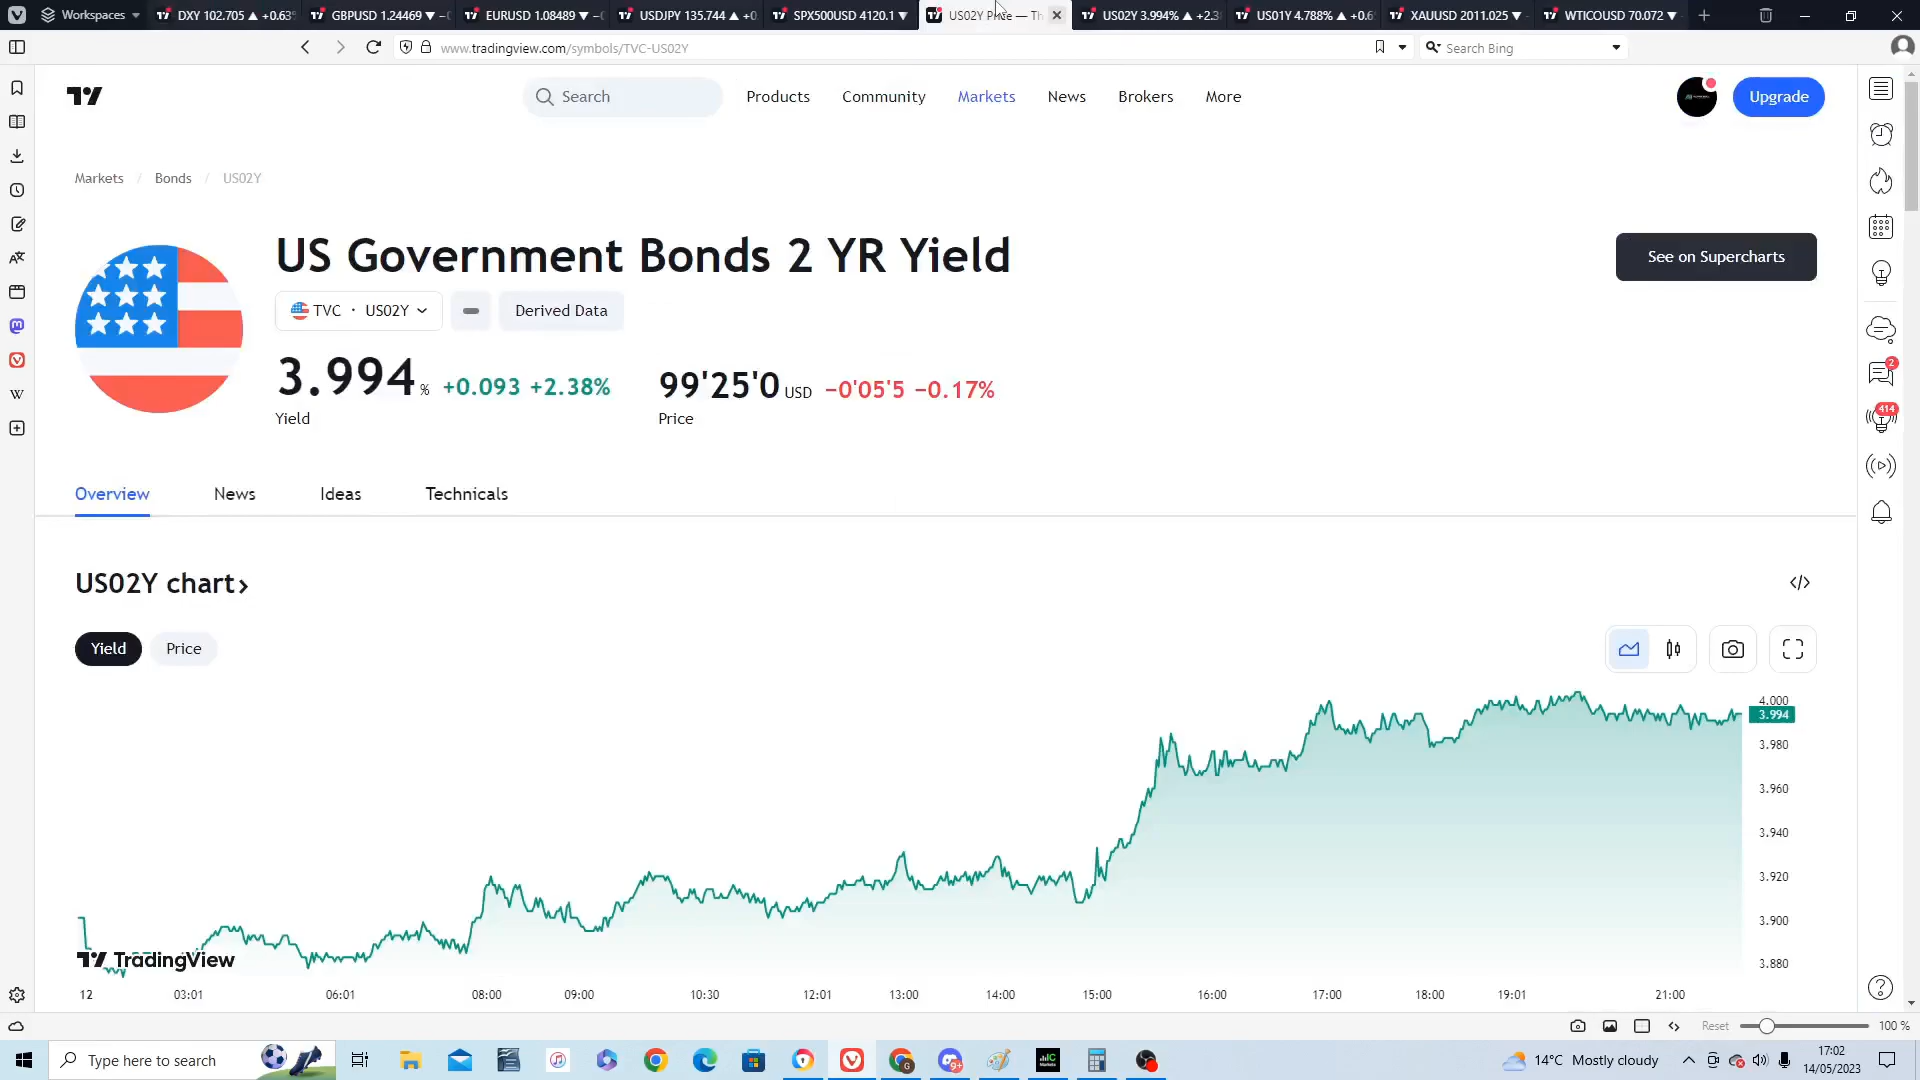 Workspaces
DXY 102.705 ▲ +0.63
GBPUSD 1.24469 ▼ −
EURUSD 1.08489 ▼ −
USDJPY 135.744 ▲ +0
SPX500USD 4120.1 ▼
US02Y Price — Th
US02Y 3.994% ▲ +2.3
US01Y 4.788% ▲ +0.6
XAUUSD 2011.025 ▼
WTICOUSD 70.072 ▼
www.tradingview.com/symbols/TVC-US02Y
Search Bing
Search
Products
Community
Markets
News
Brokers
More
Upgrade
Markets / Bonds / US02Y
US Government Bonds 2 YR Yield
See on Supercharts
TVC · US02Y
Derived Data
3.994 % +0.093 +2.38%
Yield
99'25'0 USD −0'05'5 −0.17%
Price
2
414
Overview
News
Ideas
Technicals
US02Y chart
Yield
Price
4.000
3.994
3.980
3.960
3.940
3.920
3.900
3.880
TradingView
12 03:01 06:01 08:00 09:00 10:30 12:01 13:00 14:00 15:00 16:00 17:00 18:00 19:01 21:00
Reset
100 %
Type here to search
9+
14°C Mostly cloudy
17:02
14/05/2023